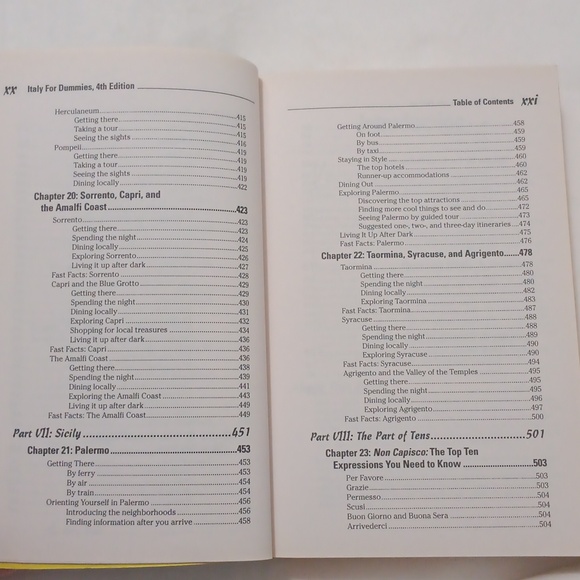 xx Italy For Dummies, 4th Edition
Herculaneum 415
Getting there 415
Taking a tour 415
Seeing the sights 416
Pompeii 419
Getting there 419
Taking a tour 419
Seeing the sights 419
Dining locally 422
Chapter 20: Sorrento, Capri, and
the Amalfi Coast 423
Sorrento 423
Getting there 423
Spending the night 424
Dining locally 425
Exploring Sorrento 426
Living it up after dark 427
Fast Facts: Sorrento 428
Capri and the Blue Grotto 429
Getting there 429
Spending the night 430
Dining locally 431
Exploring Capri 432
Shopping for local treasures 434
Living it up after dark 436
Fast Facts: Capri 436
The Amalfi Coast 436
Getting there 438
Spending the night 439
Dining locally 441
Exploring the Amalfi Coast 443
Living it up after dark 449
Fast Facts: The Amalfi Coast 449
Part VII: Sicily 451
Chapter 21: Palermo 453
Getting There 453
By ferry 453
By air 454
By train 454
Orienting Yourself in Palermo 456
Introducing the neighborhoods 456
Finding information after you arrive 458
Table of Contents xxi
Getting Around Palermo 458
On foot 459
By bus 459
By taxi 459
Staying in Style 460
The top hotels 460
Runner-up accommodations 462
Dining Out 462
Exploring Palermo 465
Discovering the top attractions 465
Finding more cool things to see and do 472
Seeing Palermo by guided tour 473
Suggested one-, two-, and three-day itineraries 474
Living It Up After Dark 475
Fast Facts: Palermo 476
Chapter 22: Taormina, Syracuse, and Agrigento 478
Taormina 478
Getting there 480
Spending the night 480
Dining locally 482
Exploring Taormina 483
Fast Facts: Taormina 487
Syracuse 488
Getting there 488
Spending the night 489
Dining locally 490
Exploring Syracuse 490
Fast Facts: Syracuse 494
Agrigento and the Valley of the Temples 495
Getting there 495
Spending the night 495
Dining locally 496
Exploring Agrigento 497
Fast Facts: Agrigento 500
Part VIII: The Part of Tens 501
Chapter 23: Non Capisco: The Top Ten
Expressions You Need to Know 503
Per Favore 503
Grazie 503
Permesso 504
Scusi 504
Buon Giorno and Buona Sera 504
Arrivederci 504